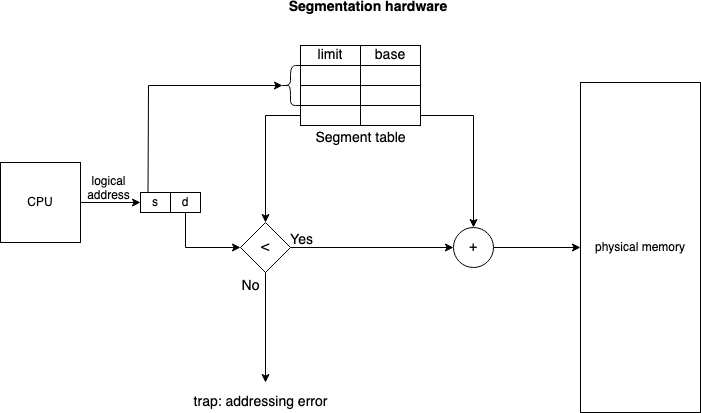 Segmentation hardware
limit
base
Segment table
logical
address
CPU
s
d
<
Yes
+
physical memory
No
trap: addressing error